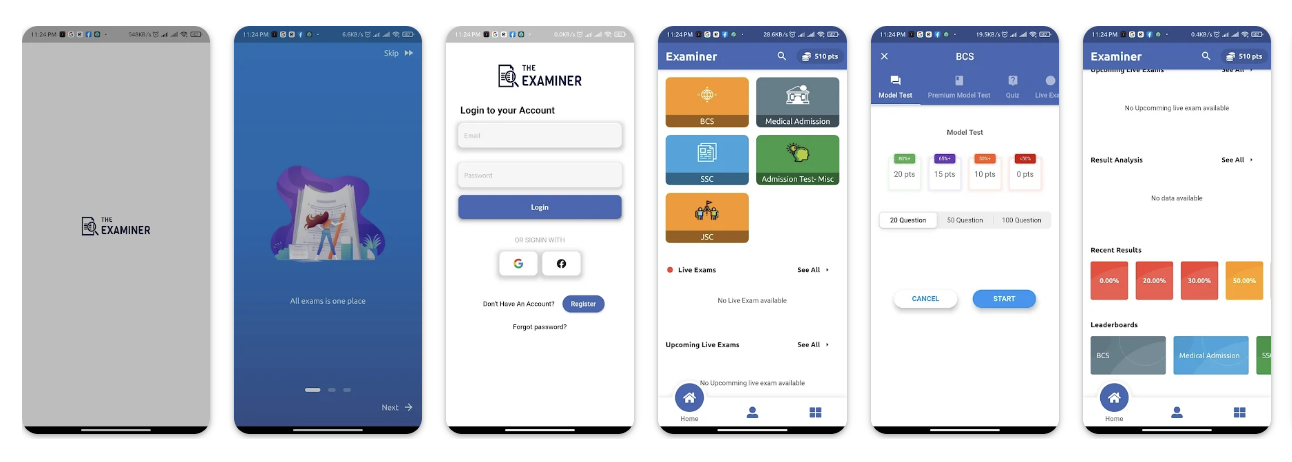 11:24 PM
548KB/s
THE
EXAMINER
11:24 PM
6.6KB/s
Skip
All exams is one place
Next
11:24 PM
0.0KB/s
THE
EXAMINER
Login to your Account
Email
Password
Login
OR SIGNIN WITH
Don't Have An Account? Register
Forgot password?
11:24 PM
28.6KB/s
Examiner 510 pts
BCS Medical Admission
SSC Admission Test- Misc
JSC
Live Exams See All
No Live Exam available
Upcoming Live Exams See All
No Upcomming live exam available
Home
11:24 PM
19.5KB/s
BCS
Model Test Premium Model Test Quiz Live Exa
Model Test
80%+
20 pts 15 pts 10 pts 0 pts
20 Question 50 Question 100 Question
CANCEL START
11:24 PM
0.4KB/s
Examiner 510 pts
Upcoming Live Exams See All
No Upcomming live exam available
Result Analysis See All
No data available
Recent Results
0.00% 20.00% 30.00% 50.00%
Leaderboards
BCS Medical Admission SS
Home